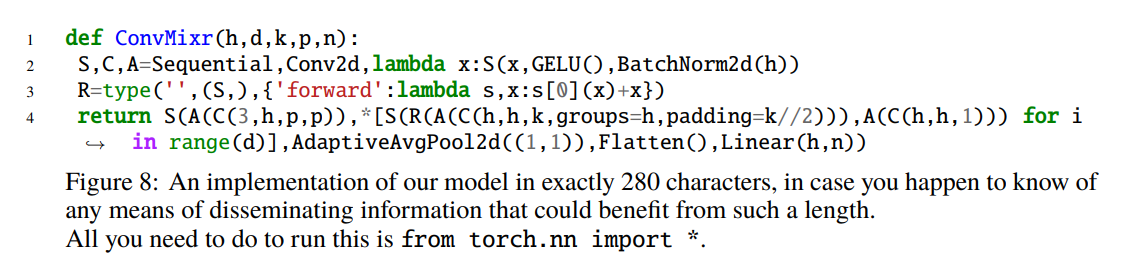 1 def ConvMixr(h,d,k,p,n):
2 S,C,A=Sequential,Conv2d,lambda x:S(x,GELU(),BatchNorm2d(h))
3 R=type('',(S,),{'forward':lambda s,x:s[0](x)+x})
4 return S(A(C(3,h,p,p)),*[S(R(A(C(h,h,k,groups=h,padding=k//2))),A(C(h,h,1))) for i
↪ in range(d)],AdaptiveAvgPool2d((1,1)),Flatten(),Linear(h,n))
Figure 8: An implementation of our model in exactly 280 characters, in case you happen to know of
any means of disseminating information that could benefit from such a length.
All you need to do to run this is from torch.nn import *.